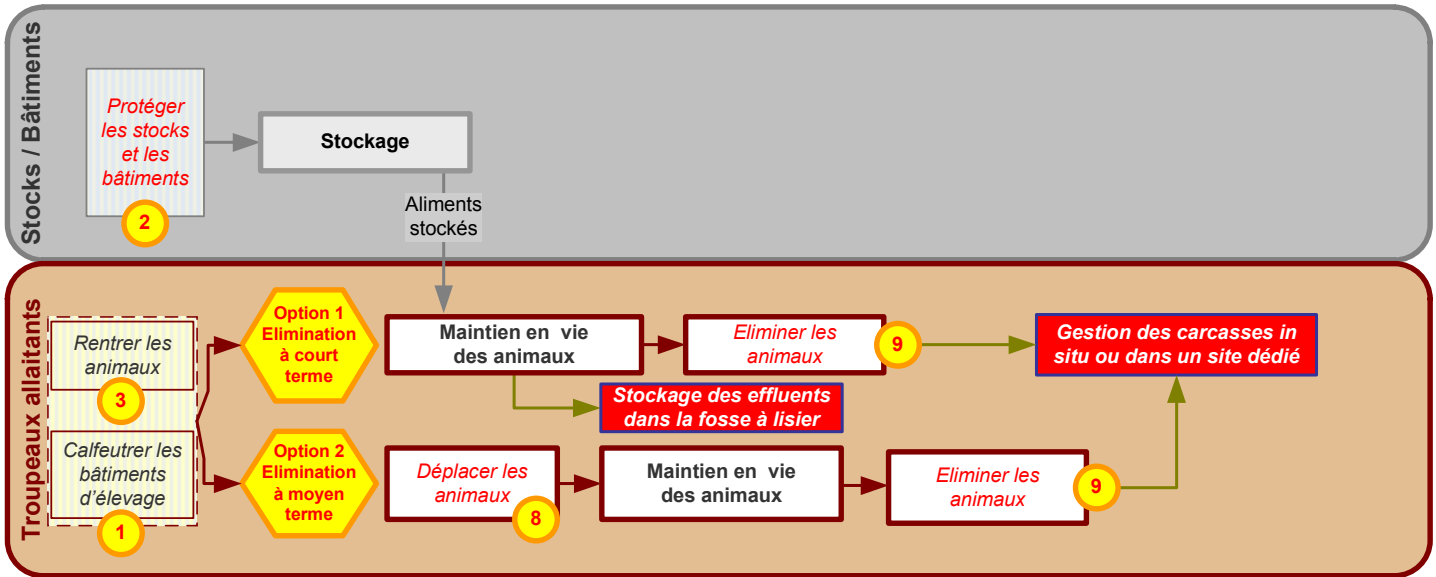 Stocks / Bâtiments
Protéger
les stocks
et les
bâtiments
2
Stockage
Aliments
stockés
Troupeaux allaitants
Rentrer les
animaux
3
Calfeutrer les
bâtiments
d'élevage
1
Option 1
Elimination
à court
terme
Maintien en vie
des animaux
Eliminer les
animaux
9
Gestion des carcasses in
situ ou dans un site dédié
Stockage des effluents
dans la fosse à lisier
Option 2
Elimination
à moyen
terme
Déplacer les
animaux
8
Maintien en vie
des animaux
Eliminer les
animaux
9